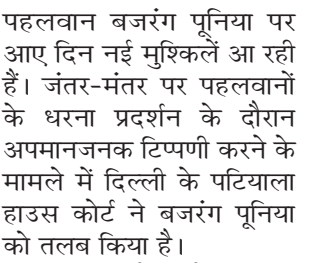 पहलवान बजरंग पूनिया पर
आए दिन नई मुश्किलें आ रही
हैं। जंतर-मंतर पर पहलवानों
के धरना प्रदर्शन के दौरान
अपमानजनक टिप्पणी करने के
मामले में दिल्ली के पटियाला
हाउस कोर्ट ने बजरंग पूनिया
को तलब किया है।